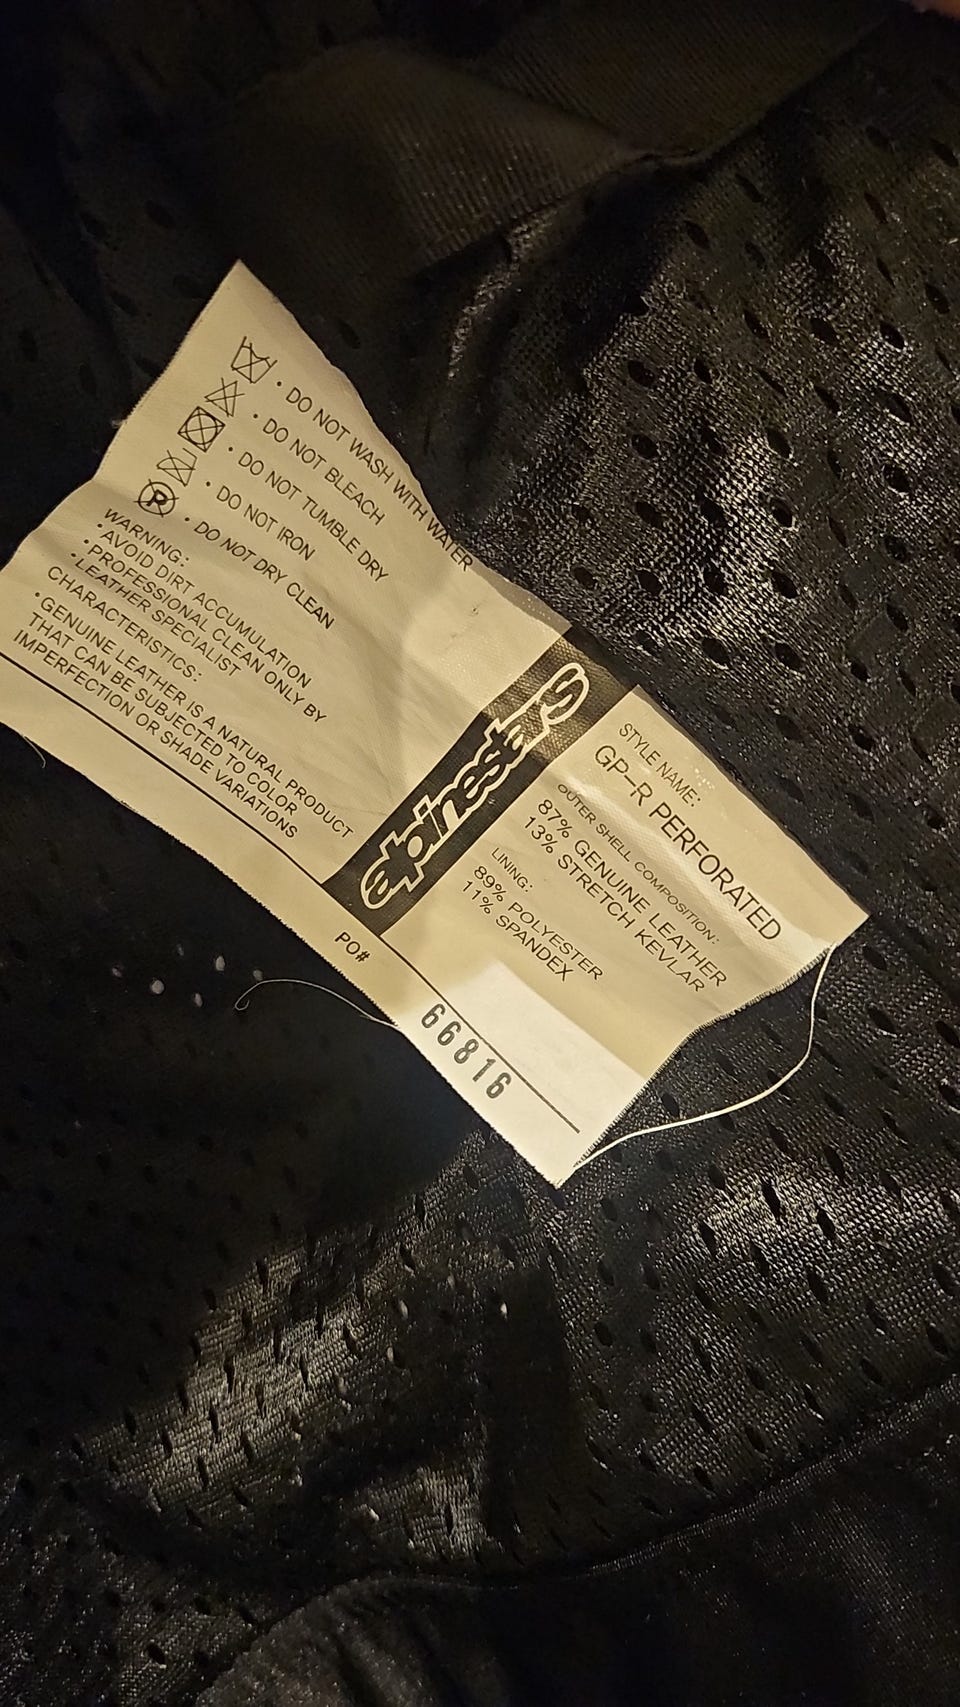 • DO NOT WASH WITH WATER
• DO NOT BLEACH
• DO NOT TUMBLE DRY
• DO NOT IRON
P • DO NOT DRY CLEAN
WARNING:
• AVOID DIRT ACCUMULATION
• PROFESSIONAL CLEAN ONLY BY
LEATHER SPECIALIST
CHARACTERISTICS:
• GENUINE LEATHER IS A NATURAL PRODUCT
THAT CAN BE SUBJECTED TO COLOR
IMPERFECTION OR SHADE VARIATIONS
alpinestars
STYLE NAME:
GP-R PERFORATED
OUTER SHELL COMPOSITION:
87% GENUINE LEATHER
13% STRETCH KEVLAR
LINING:
89% POLYESTER
11% SPANDEX
PO#
66816